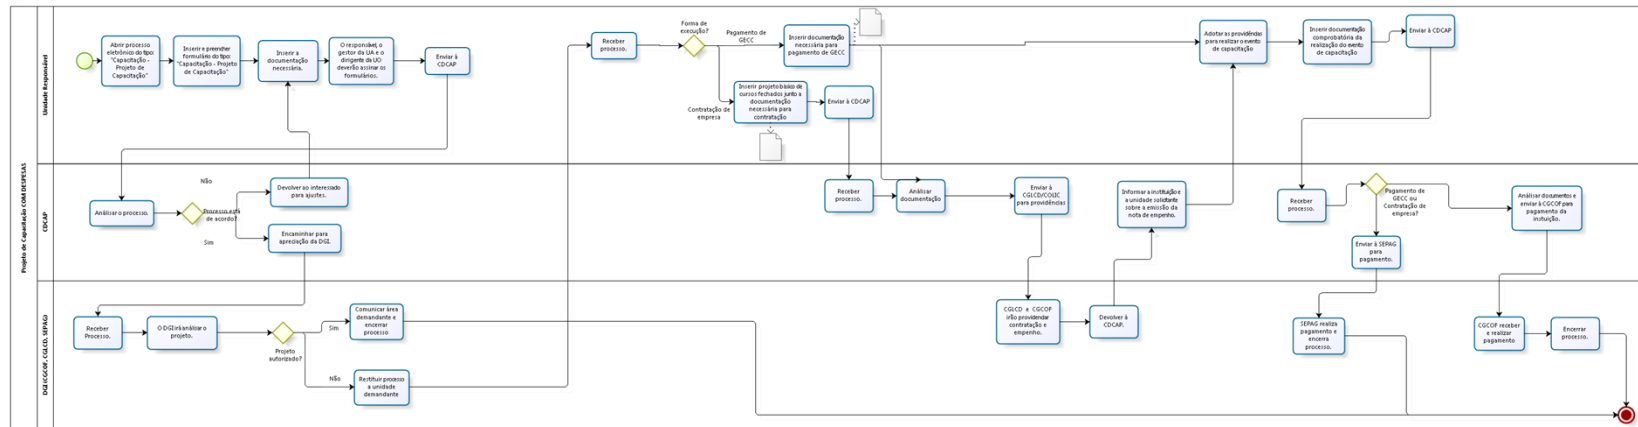 Projeto de Capacitação COM DESPESAS
Unidade Responsável
Abrir processo
eletrônico do tipo:
"Capacitação -
Projeto de
Capacitação"
Inserir e preencher
formulário do tipo:
"Capacitação - Projeto
de Capacitação"
Inserir a
documentação
necessária.
O responsável, o
gestor da UA e o
dirigente da UO
deverão assinar os
formulários.
Enviar à
CDCAP
Receber
processo.
Forma de
execução?
Pagamento de
GECC
Inserir documentação
necessária para
pagamento de GECC
Contratação de
empresa
Inserir projeto básico de
cursos fechados junto a
documentação
necessária para
contratação
Enviar à CDCAP
Adotar as providências
para realizar o evento
de capacitação
Inserir documentação
comprobatória da
realização do evento
de capacitação
Enviar à CDCAP
CDCAP
Análisar o processo.
Processo está
de acordo?
Não
Sim
Devolver ao interessado
para ajustes.
Encaminhar para
apreciação da DGI.
Receber
processo.
Análisar
documentação
Enviar à
CGLCD/COLIC
para providências
Informar a instituição e
a unidade solicitante
sobre a emissão da
nota de empenho.
Receber
processo.
Pagamento de
GECC ou
Contratação de
empresa?
Enviar à SEPAG
para
pagamento.
Análisar documentos e
enviar à CGCOF para
pagamento da
instuição.
DGI (CGCOF, CGLCD, SEPAG)
Receber
Processo.
O DGI irá análisar o
projeto.
Projeto
autorizado?
Sim
Não
Comunicar área
demandante e
encerrar
processo
Restituir processo
a unidade
demandante
CGLCD e CGCOF
irão providenciar
contratação e
empenho.
Devolver à
CDCAP.
SEPAG realiza
pagamento e
encerra
processo.
CGCOF receber
e realizar
pagamento
Encerrar
processo.